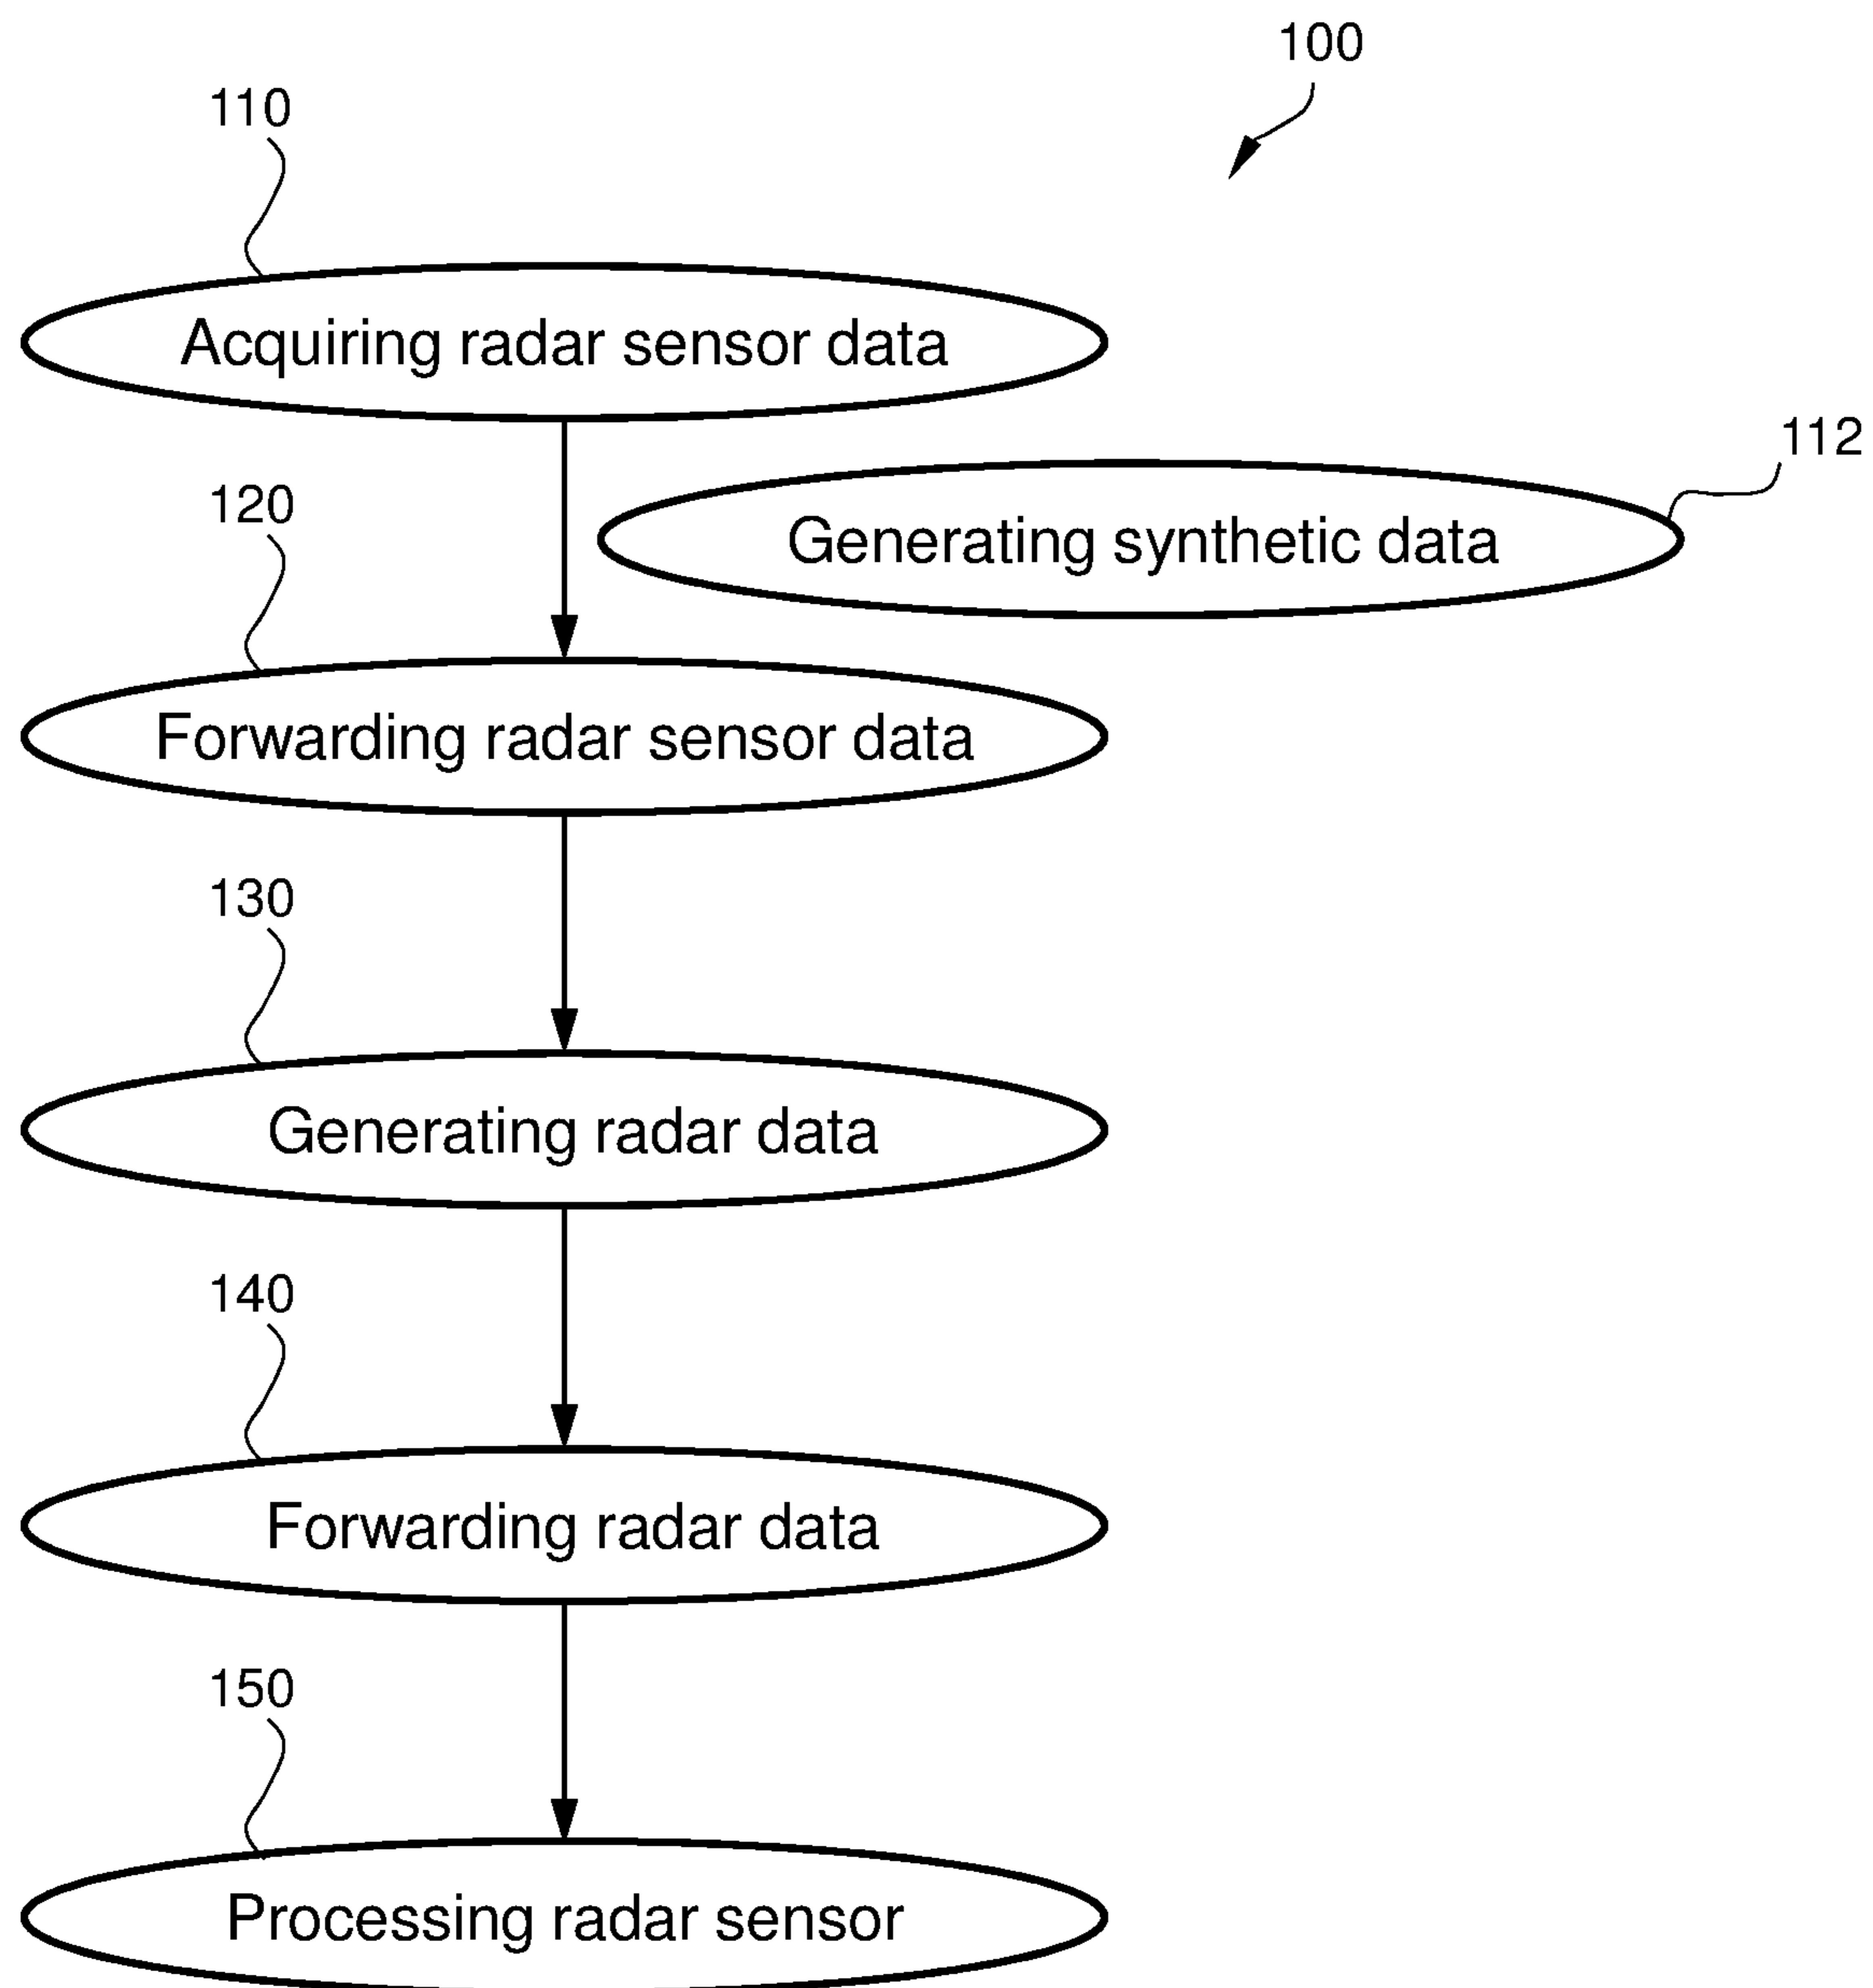 100
110
Acquiring radar sensor data
112
Generating synthetic data
120
Forwarding radar sensor data
130
Generating radar data
140
Forwarding radar data
150
Processing radar sensor